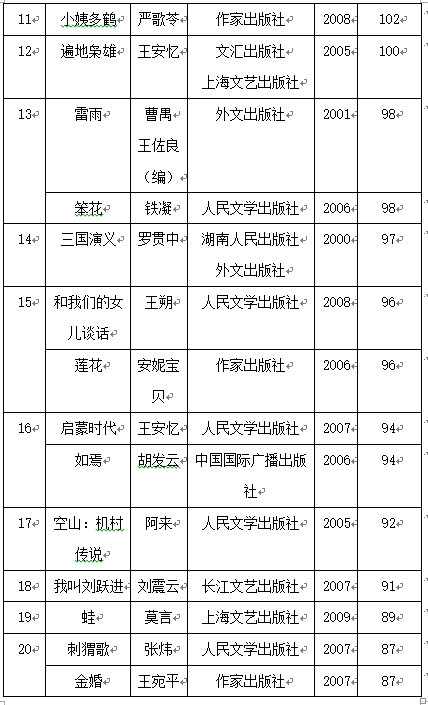 11 小姨多鹤 严歌苓 作家出版社 2008 102
12 遍地枭雄 王安忆 文汇出版社 2005 100
上海文艺出版社
13 雷雨 曹禺 外文出版社 2001 98
王佐良
（编）
笨花 铁凝 人民文学出版社 2006 98
14 三国演义 罗贯中 湖南人民出版社 2000 97
外文出版社
15 和我们的女 王朔 人民文学出版社 2008 96
儿谈话
莲花 安妮宝 作家出版社 2006 96
贝
16 启蒙时代 王安忆 人民文学出版社 2007 94
如焉 胡发云 中国国际广播出版 2006 94
社
17 空山：机村 阿来 人民文学出版社 2005 92
传说
18 我叫刘跃进 刘震云 长江文艺出版社 2007 91
19 蛙 莫言 上海文艺出版社 2009 89
20 刺猬歌 张炜 人民文学出版社 2007 87
金婚 王宛平 作家出版社 2007 87